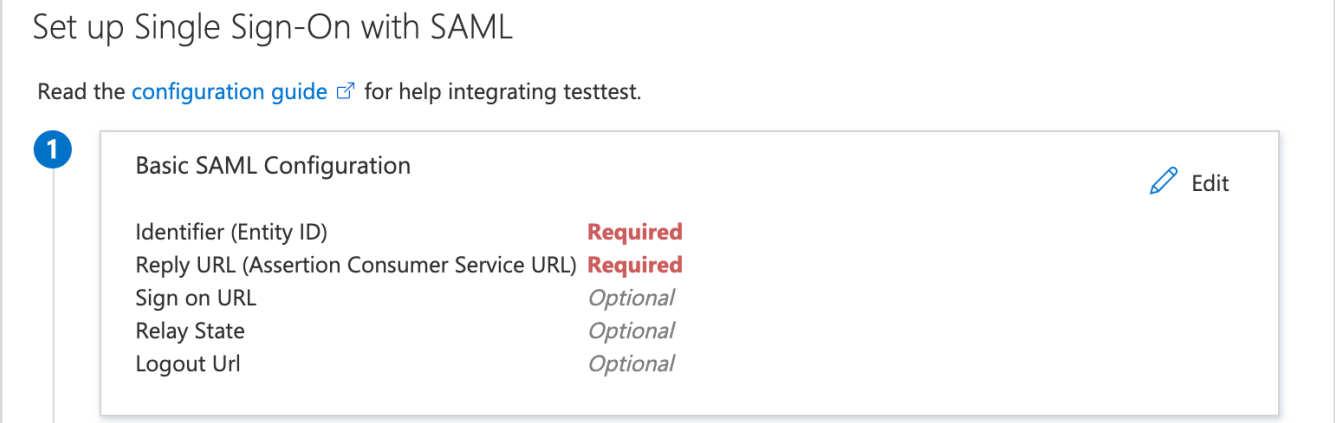 Set up Single Sign-On with SAML
Read the configuration guide for help integrating testtest.
1
Basic SAML Configuration
Edit
Identifier (Entity ID) Required
Reply URL (Assertion Consumer Service URL) Required
Sign on URL Optional
Relay State Optional
Logout Url Optional